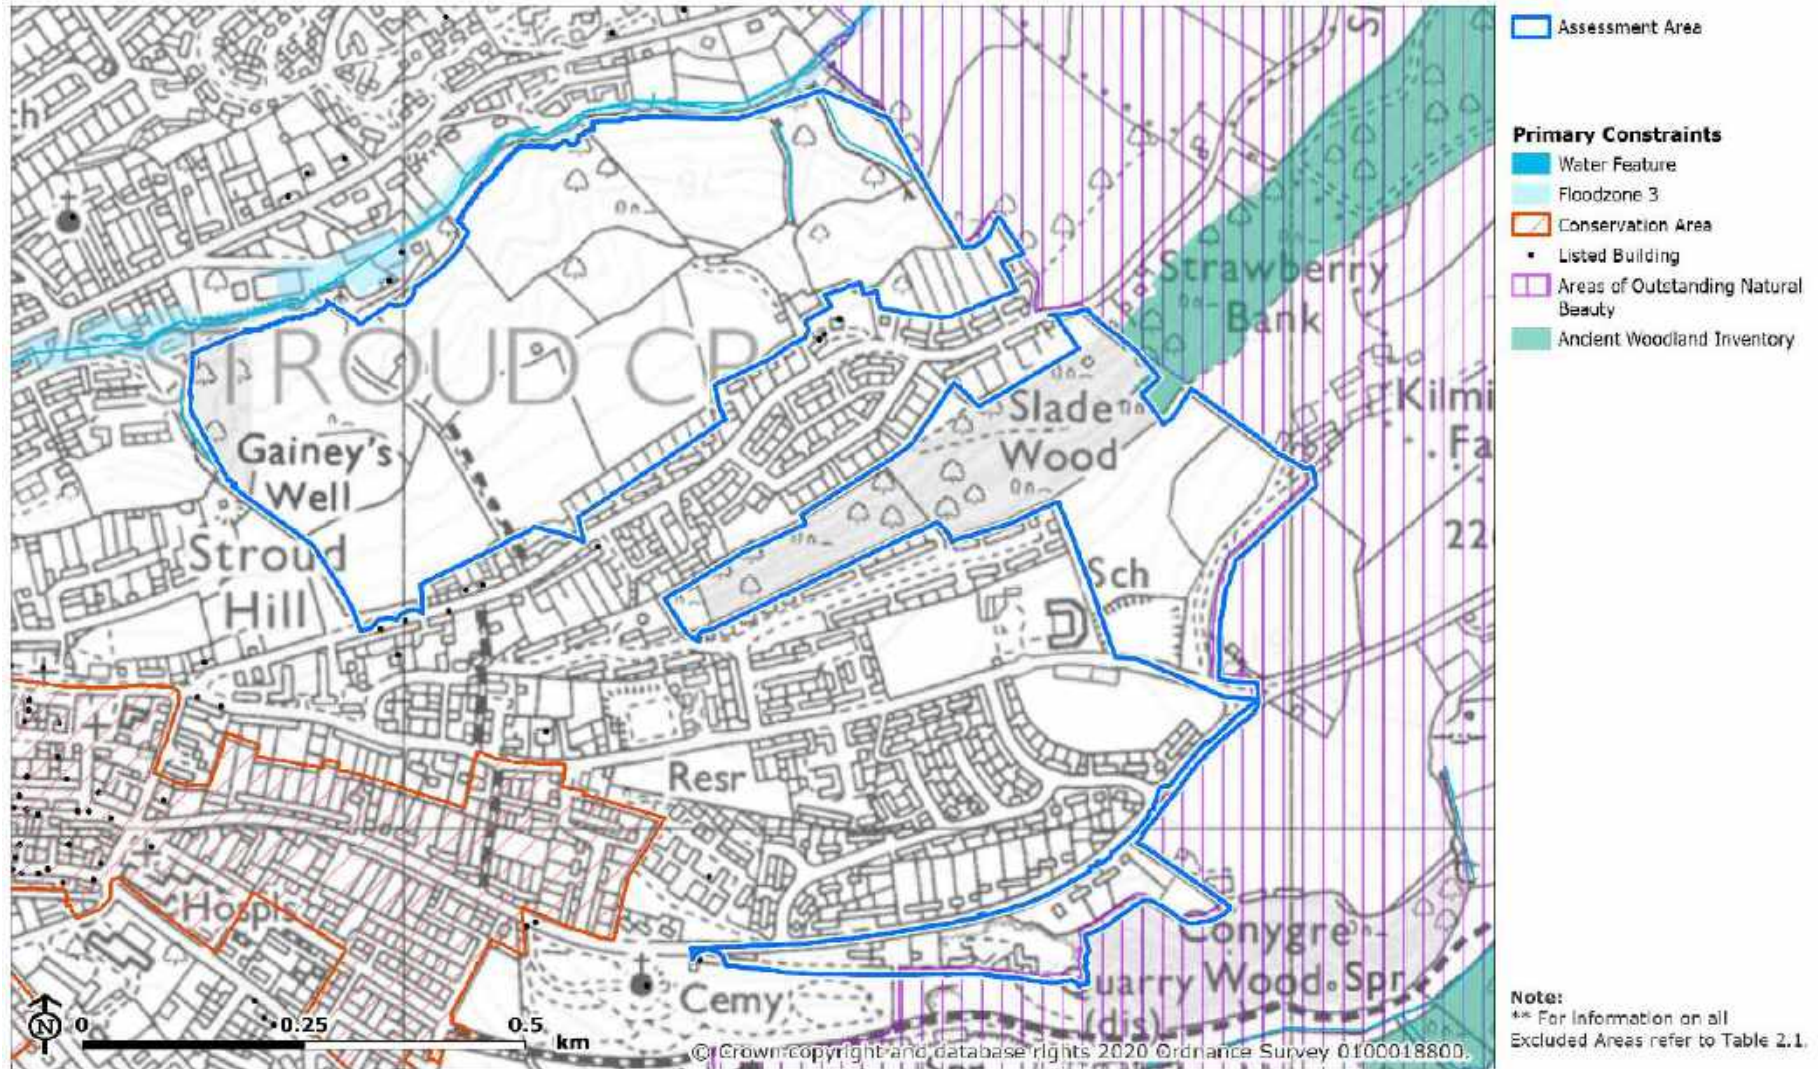 Assessment Area
Primary Constraints
Water Feature
Floodzone 3
Conservation Area
Listed Building
Areas of Outstanding Natural
Beauty
Ancient Woodland Inventory
Note:
** For information on all
Excluded Areas refer to Table 2.1.
Strawberry
Bank
STROUD CP
Slade
Wood
Kilmi
Fa
Gainey's
Well
Stroud
Hill
Sch
Resr
Hospl
Cemy
Conygre
Quarry Wood
Spr
(dis)
N
0 0.25 0.5 km
© Crown copyright and database rights 2020 Ordnance Survey 0100018800.